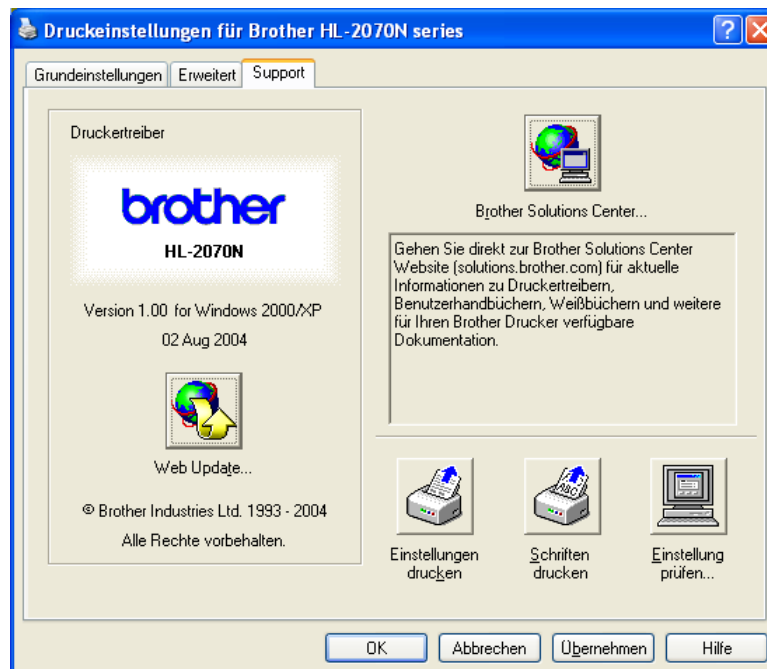 Druckeinstellungen für Brother HL-2070N series
Grundeinstellungen Erweitert Support
Druckertreiber
brother
HL-2070N
Version 1.00 for Windows 2000/XP
02 Aug 2004
Web Update...
© Brother Industries Ltd. 1993 - 2004
Alle Rechte vorbehalten.
Brother Solutions Center...
Gehen Sie direkt zur Brother Solutions Center
Website (solutions.brother.com) für aktuelle
Informationen zu Druckertreibern,
Benutzerhandbüchern, Weißbüchern und weitere
für Ihren Brother Drucker verfügbare
Dokumentation.
Einstellungen
drucken
ABC
Schriften
drucken
Einstellung
prüfen...
OK Abbrechen Übernehmen Hilfe